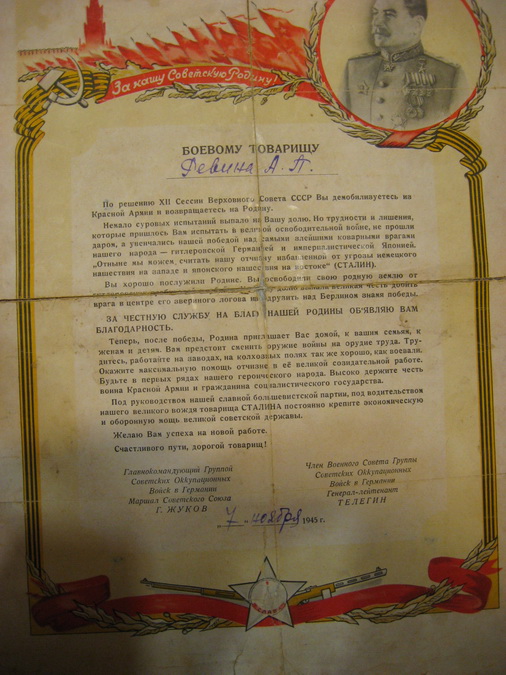 За нашу Советскую Родину!
БОЕВОМУ ТОВАРИЩУ
Девина А. П.
По решению XII Сессии Верховного Совета СССР Вы демобилизуетесь из
Красной Армии и возвращаетесь на Родину.
Немало суровых испытаний выпало на Вашу долю. Но трудности и лишения,
которые пришлось Вам испытать в великой освободительной войне, не прошли
даром, а увенчались нашей победой над самыми злейшими коварными врагами
нашего народа — гитлеровской Германией и империалистической Японией.
„Отныне мы можем считать нашу отчизну избавленной от угрозы немецкого
нашествия на западе и японского нашествия на востоке“ (СТАЛИН).
Вы хорошо послужили Родине. Вы освободили свою родную землю от
великая честь добить
врага в центре его звериного логова и водрузить над Берлином знамя победы.
ЗА ЧЕСТНУЮ СЛУЖБУ НА БЛАГО НАШЕЙ РОДИНЫ ОБ'ЯВЛЯЮ ВАМ
БЛАГОДАРНОСТЬ.
Теперь, после победы, Родина приглашает Вас домой, к вашим семьям, к
женам и детям. Вам предстоит сменить оружие войны на орудие труда. Тру-
дитесь, работайте на заводах, на колхозных полях так же хорошо, как воевали.
Окажите максимальную помощь отчизне в её великой созидательной работе.
Будьте в первых рядах нашего героического народа. Высоко держите честь
воина Красной Армии и гражданина социалистического государства.
Под руководством нашей славной большевистской партии, под водительством
нашего великого вождя товарища СТАЛИНА постоянно крепите экономическую
и оборонную мощь великой советской державы.
Желаю Вам успеха на новой работе.
Счастливого пути, дорогой товарищ!
Главнокомандующий Группой
Советских Оккупационных
Войск в Германии
Маршал Советского Союза
Г. ЖУКОВ
Член Военного Совета Группы
Советских Оккупационных
Войск в Германии
Генерал-лейтенант
ТЕЛЕГИН
„7„ ноября 1945 г.